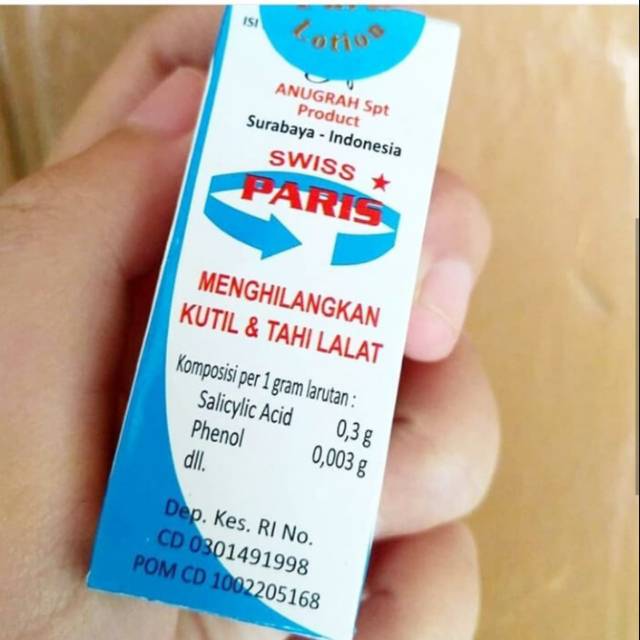 ISI
Lotion
ANUGRAH Spt
Product
Surabaya - Indonesia
SWISS
PARIS
MENGHILANGKAN
KUTIL & TAHI LALAT
Komposisi per 1 gram larutan :
Salicylic Acid 0,3 g
Phenol 0,003 g
dll.
Dep. Kes. RI No.
CD 0301491998
POM CD 1002205168